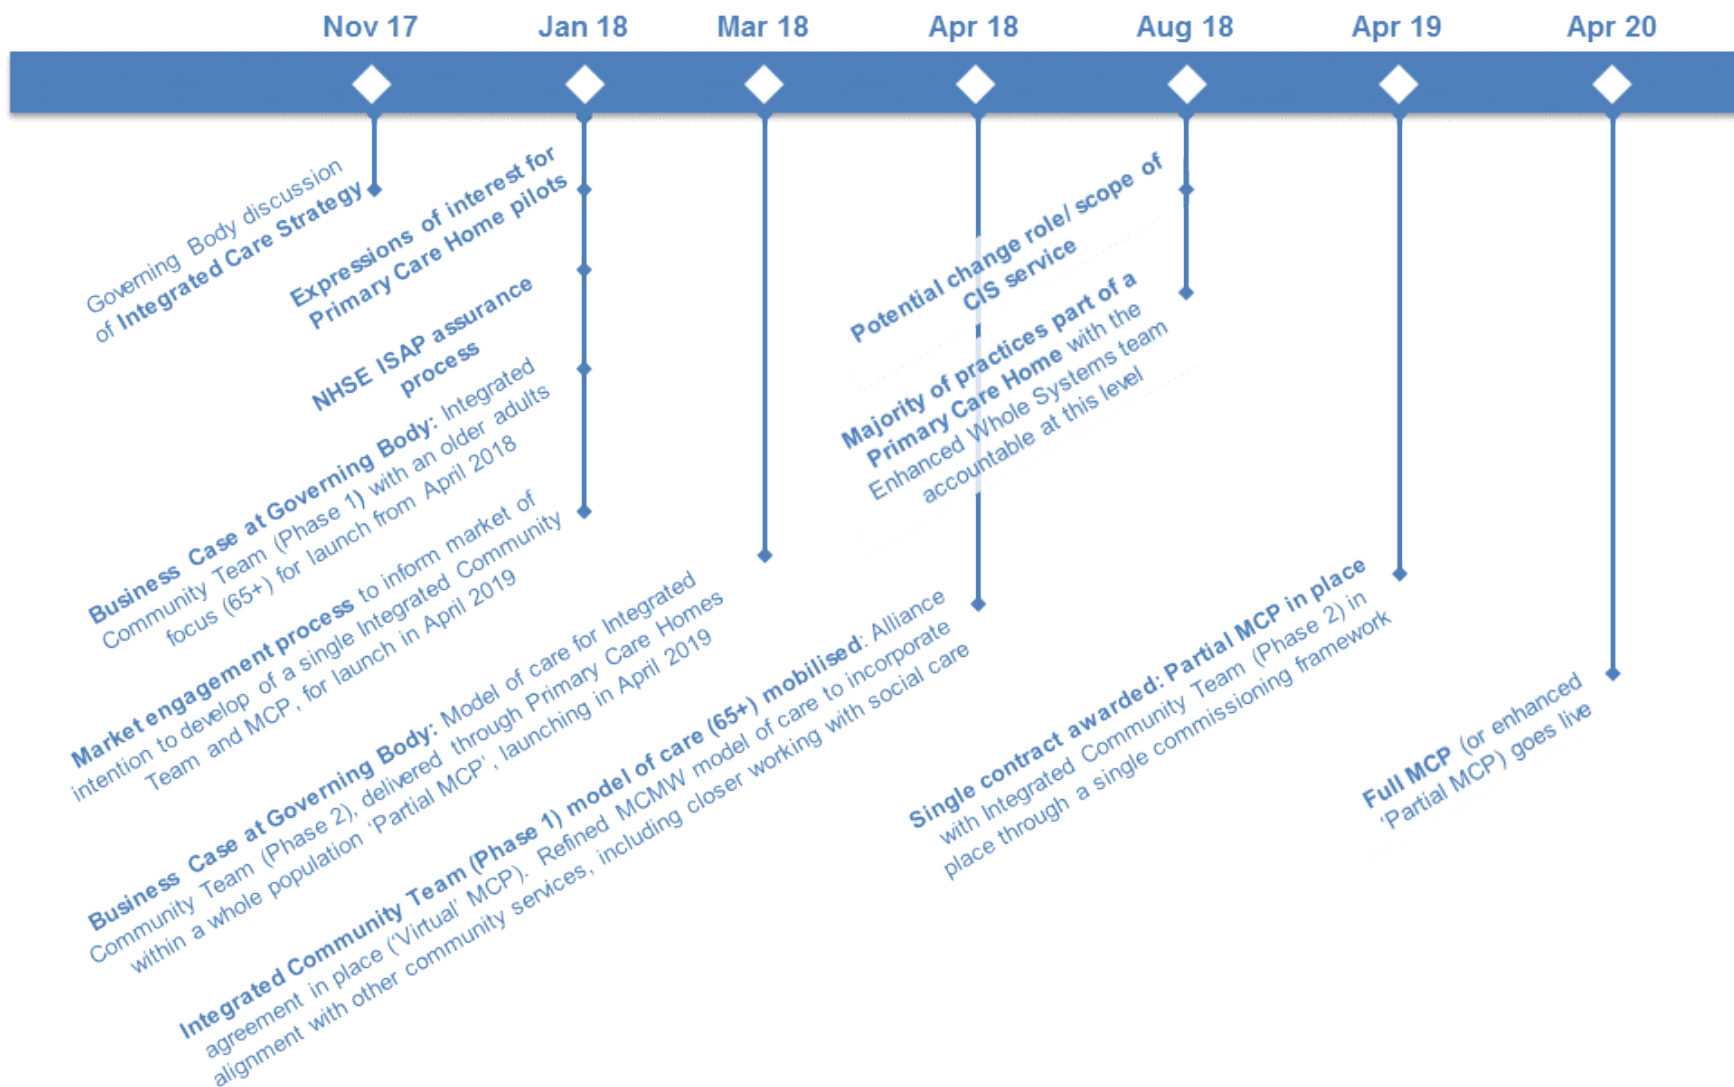 Nov 17
Jan 18
Mar 18
Apr 18
Aug 18
Apr 19
Apr 20
Governing Body discussion
of Integrated Care Strategy
Expressions of interest for
Primary Care Home pilots
NHSE ISAP assurance
process
Business Case at Governing Body: Integrated
Community Team (Phase 1) with an older adults
focus (65+) for launch from April 2018
Market engagement process to inform market of
intention to develop of a single Integrated Community
Team and MCP, for launch in April 2019
Business Case at Governing Body: Model of care for Integrated
Community Team (Phase 2), delivered through Primary Care Homes
within a whole population ‘Partial MCP’, launching in April 2019
Integrated Community Team (Phase 1) model of care (65+) mobilised: Alliance
agreement in place (‘Virtual’ MCP). Refined MCMW model of care to incorporate
alignment with other community services, including closer working with social care
Potential change role/ scope of
CIS service
Majority of practices part of a
Primary Care Home with the
Enhanced Whole Systems team
accountable at this level
Single contract awarded: Partial MCP in place
with Integrated Community Team (Phase 2) in
place through a single commissioning framework
Full MCP (or enhanced
‘Partial MCP) goes live